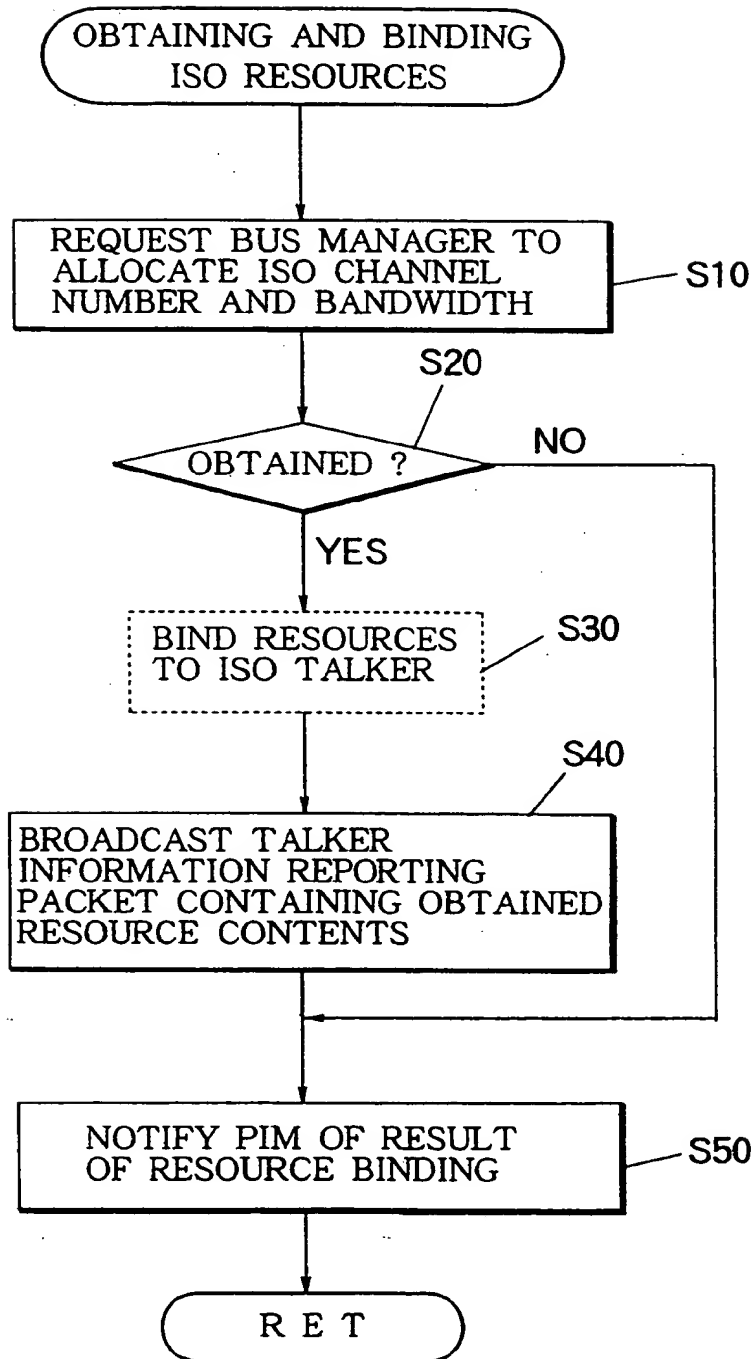 OBTAINING AND BINDING
ISO RESOURCES
REQUEST BUS MANAGER TO
ALLOCATE ISO CHANNEL
NUMBER AND BANDWIDTH
S10
S20
OBTAINED ?
NO
YES
BIND RESOURCES
TO ISO TALKER
S30
S40
BROADCAST TALKER
INFORMATION REPORTING
PACKET CONTAINING OBTAINED
RESOURCE CONTENTS
NOTIFY PIM OF RESULT
OF RESOURCE BINDING
S50
R E T